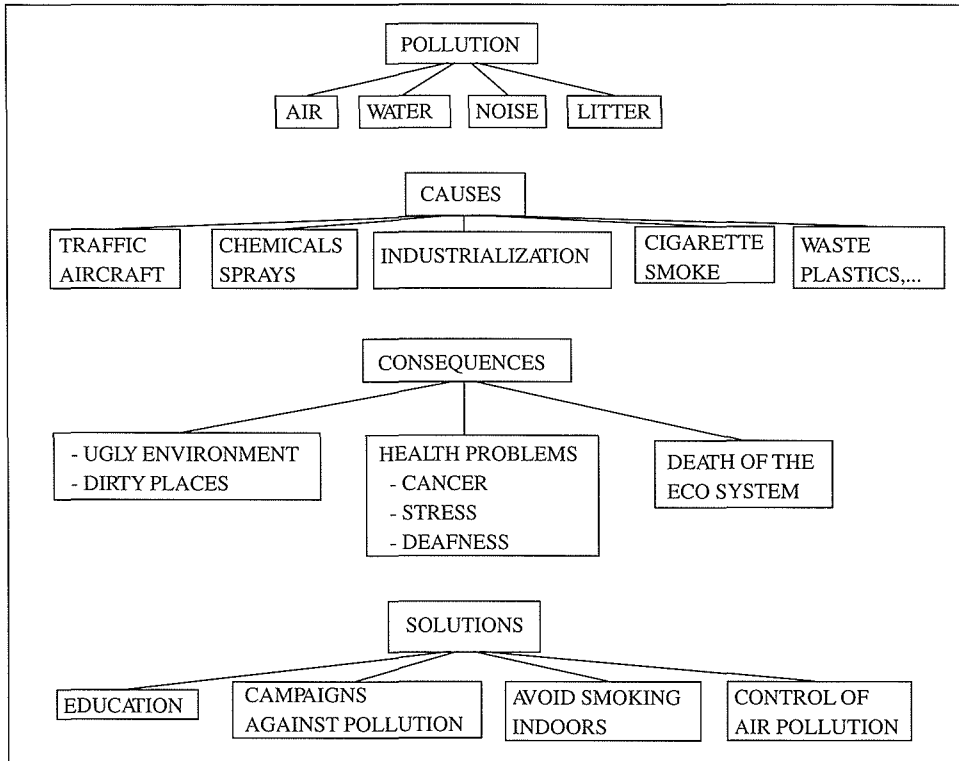 POLLUTION
AIR
WATER
NOISE
LITTER
CAUSES
TRAFFIC
AIRCRAFT
CHEMICALS
SPRAYS
INDUSTRIALIZATION
CIGARETTE
SMOKE
WASTE
PLASTICS,...
CONSEQUENCES
- UGLY ENVIRONMENT
- DIRTY PLACES
HEALTH PROBLEMS
- CANCER
- STRESS
- DEAFNESS
DEATH OF THE
ECO SYSTEM
SOLUTIONS
EDUCATION
CAMPAIGNS
AGAINST POLLUTION
AVOID SMOKING
INDOORS
CONTROL OF
AIR POLLUTION